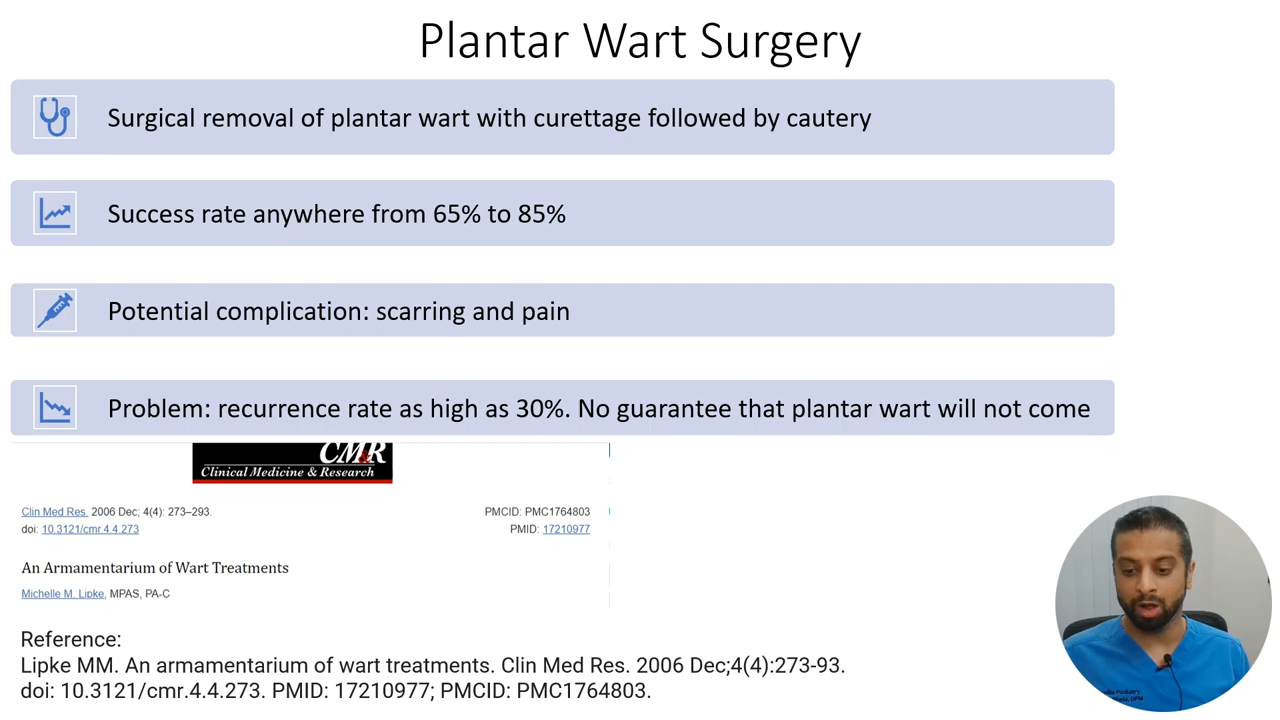 Plantar Wart Surgery
Surgical removal of plantar wart with curettage followed by cautery
Success rate anywhere from 65% to 85%
Potential complication: scarring and pain
Problem: recurrence rate as high as 30%. No guarantee that plantar wart will not come
CM&R
Clinical Medicine & Research
Clin Med Res. 2006 Dec; 4(4): 273–293.
doi: 10.3121/cmr.4.4.273
PMCID: PMC1764803
PMID: 17210977
An Armamentarium of Wart Treatments
Michelle M. Lipke, MPAS, PA-C
Reference:
Lipke MM. An armamentarium of wart treatments. Clin Med Res. 2006 Dec;4(4):273-93.
doi: 10.3121/cmr.4.4.273. PMID: 17210977; PMCID: PMC1764803.
Podiatry
DPM